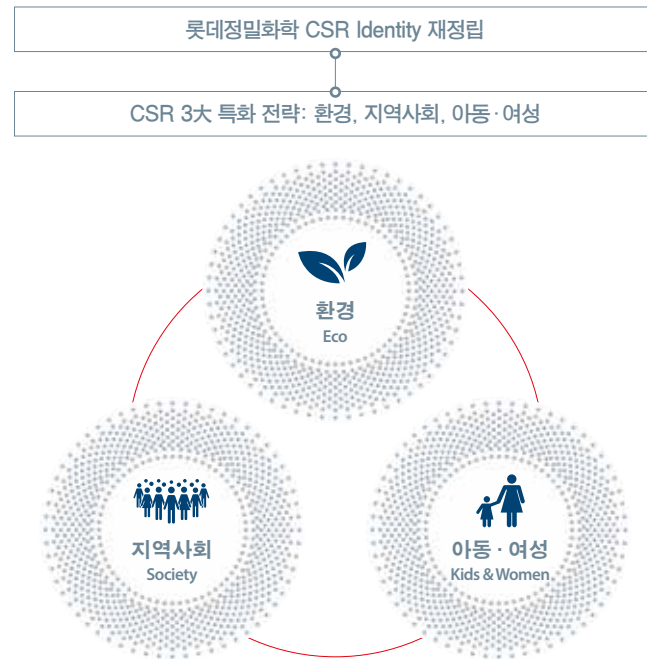 롯데정밀화학 CSR Identity 재정립
CSR 3大 특화 전략: 환경, 지역사회, 아동·여성
환경
Eco
지역사회
Society
아동·여성
Kids & Women